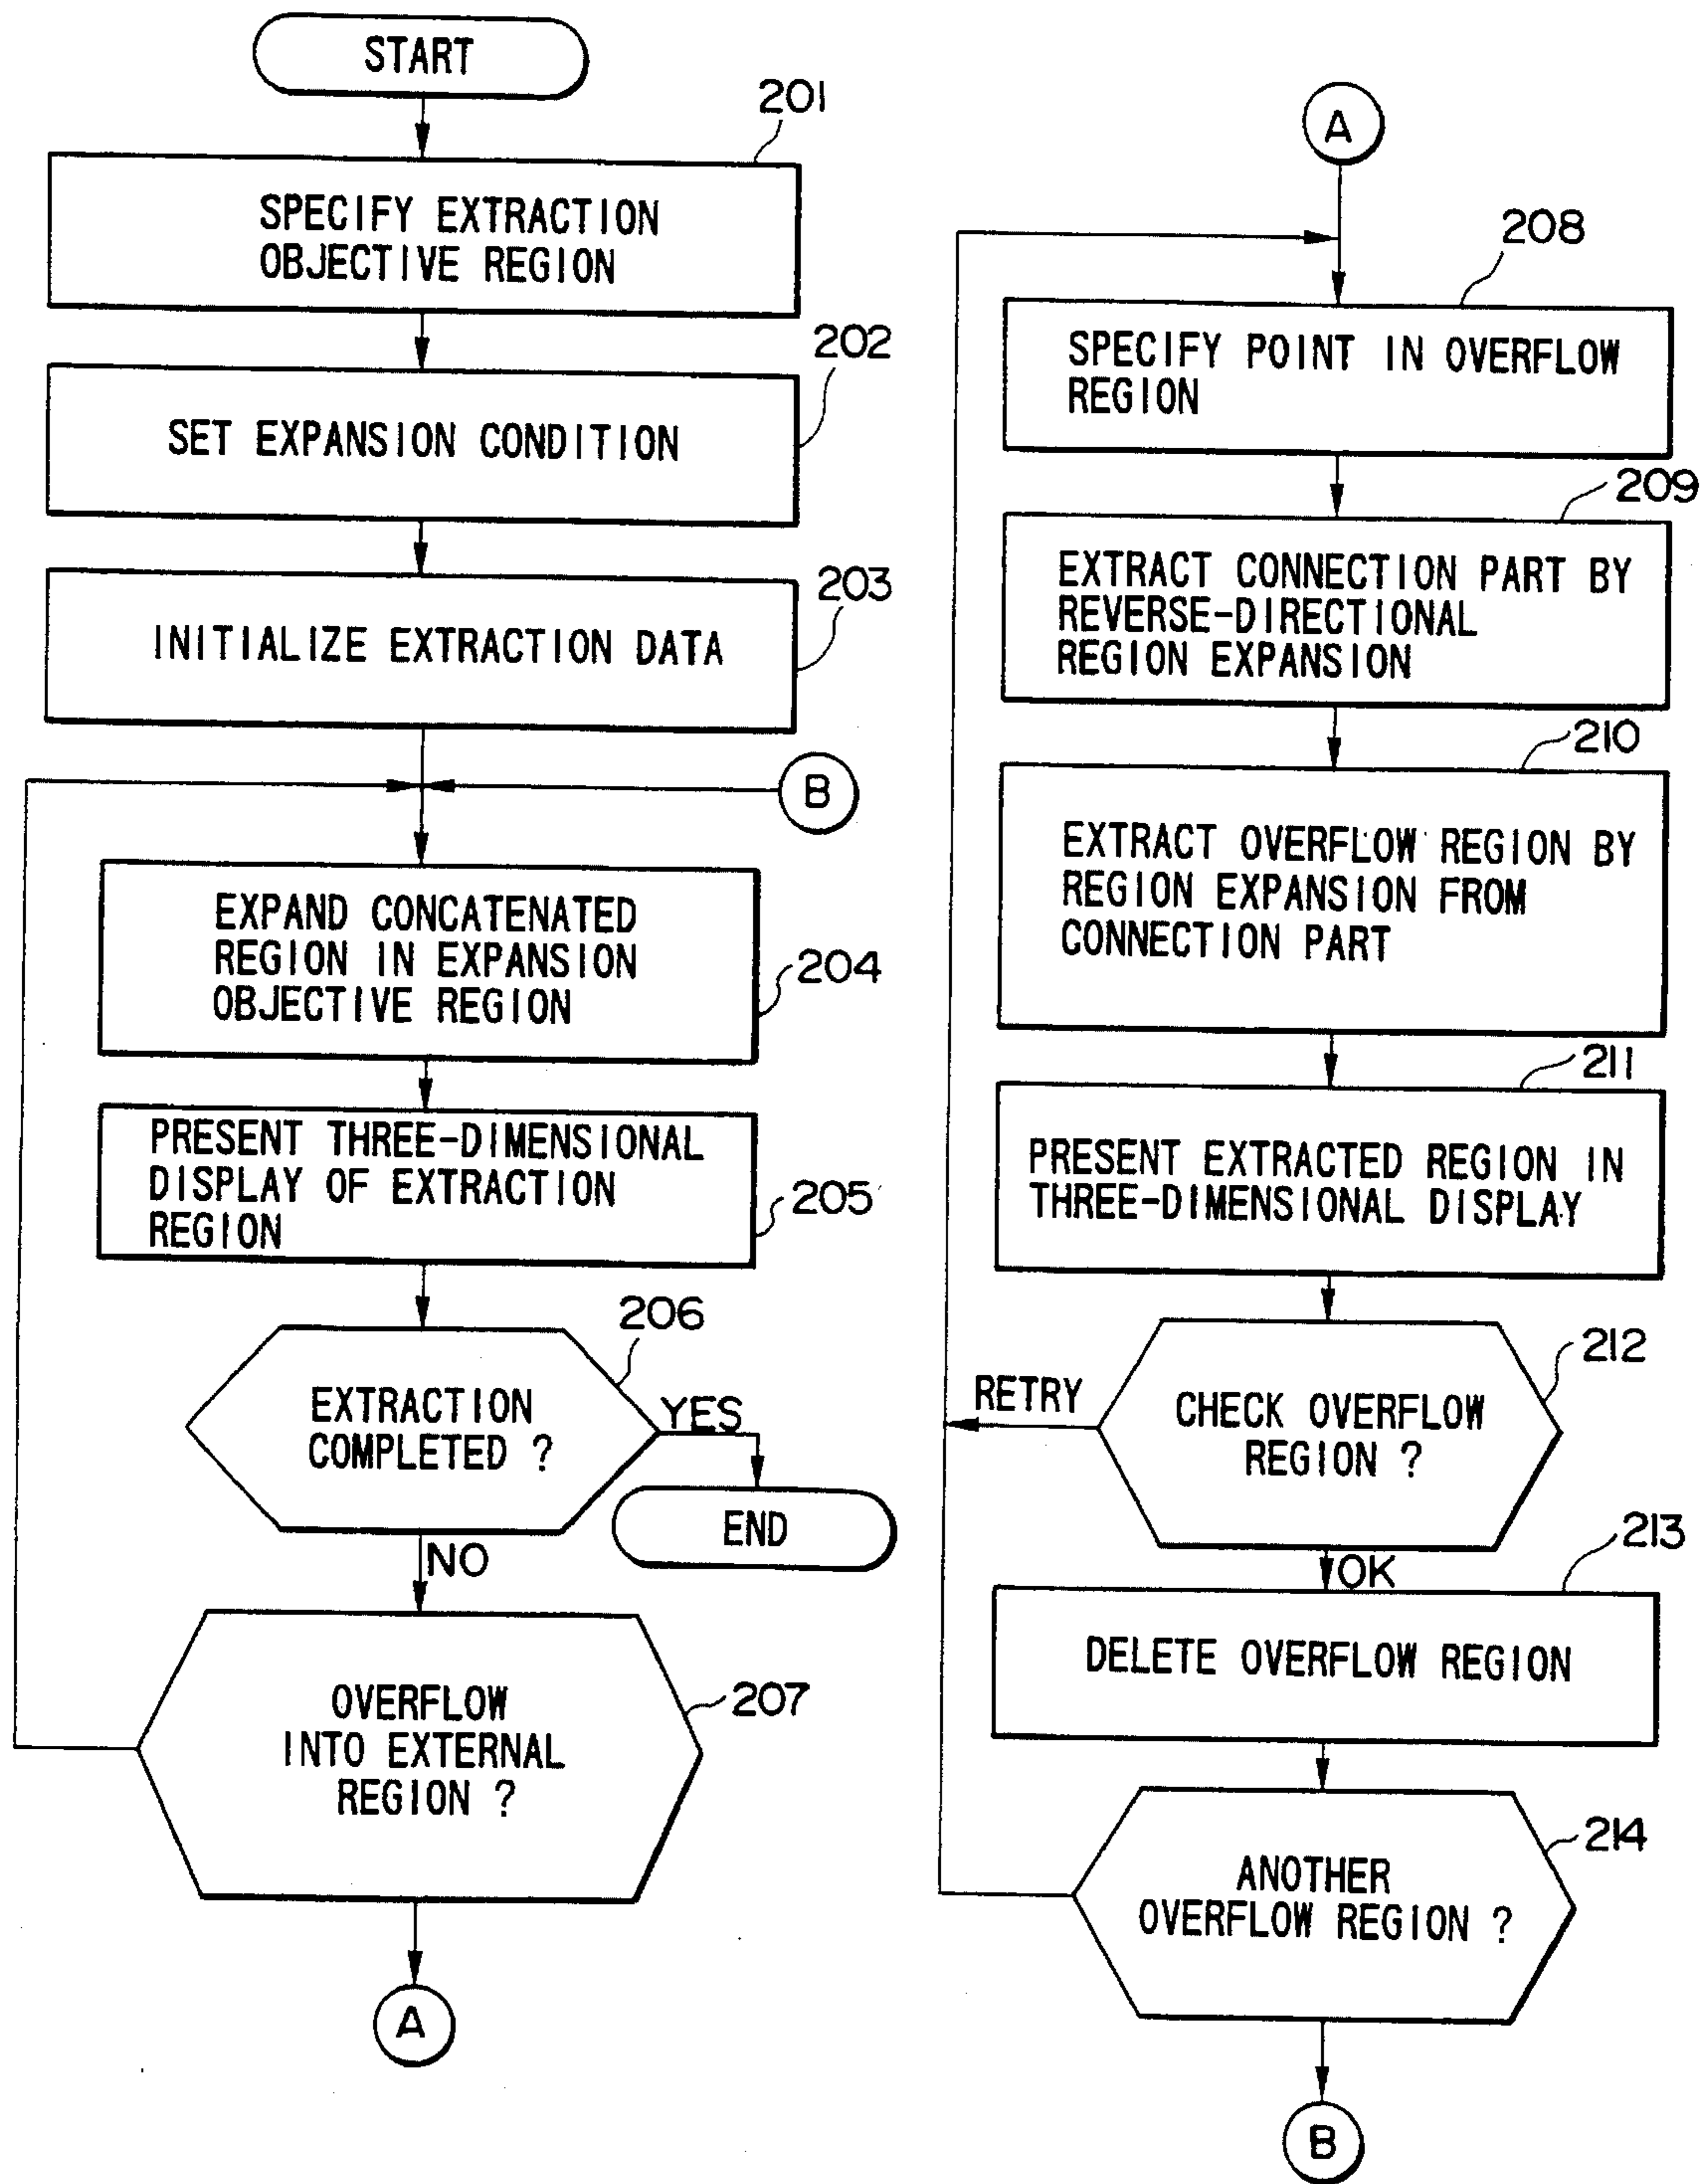 START
201
SPECIFY EXTRACTION
OBJECTIVE REGION
202
SET EXPANSION CONDITION
203
INITIALIZE EXTRACTION DATA
B
EXPAND CONCATENATED
REGION IN EXPANSION
OBJECTIVE REGION
204
PRESENT THREE-DIMENSIONAL
DISPLAY OF EXTRACTION
REGION
205
206
EXTRACTION
COMPLETED ?
YES
END
NO
OVERFLOW
INTO EXTERNAL
REGION ?
207
A
A
208
SPECIFY POINT IN OVERFLOW
REGION
209
EXTRACT CONNECTION PART BY
REVERSE-DIRECTIONAL
REGION EXPANSION
210
EXTRACT OVERFLOW REGION BY
REGION EXPANSION FROM
CONNECTION PART
211
PRESENT EXTRACTED REGION IN
THREE-DIMENSIONAL DISPLAY
212
RETRY
CHECK OVERFLOW
REGION ?
OK
213
DELETE OVERFLOW REGION
214
ANOTHER
OVERFLOW REGION ?
B